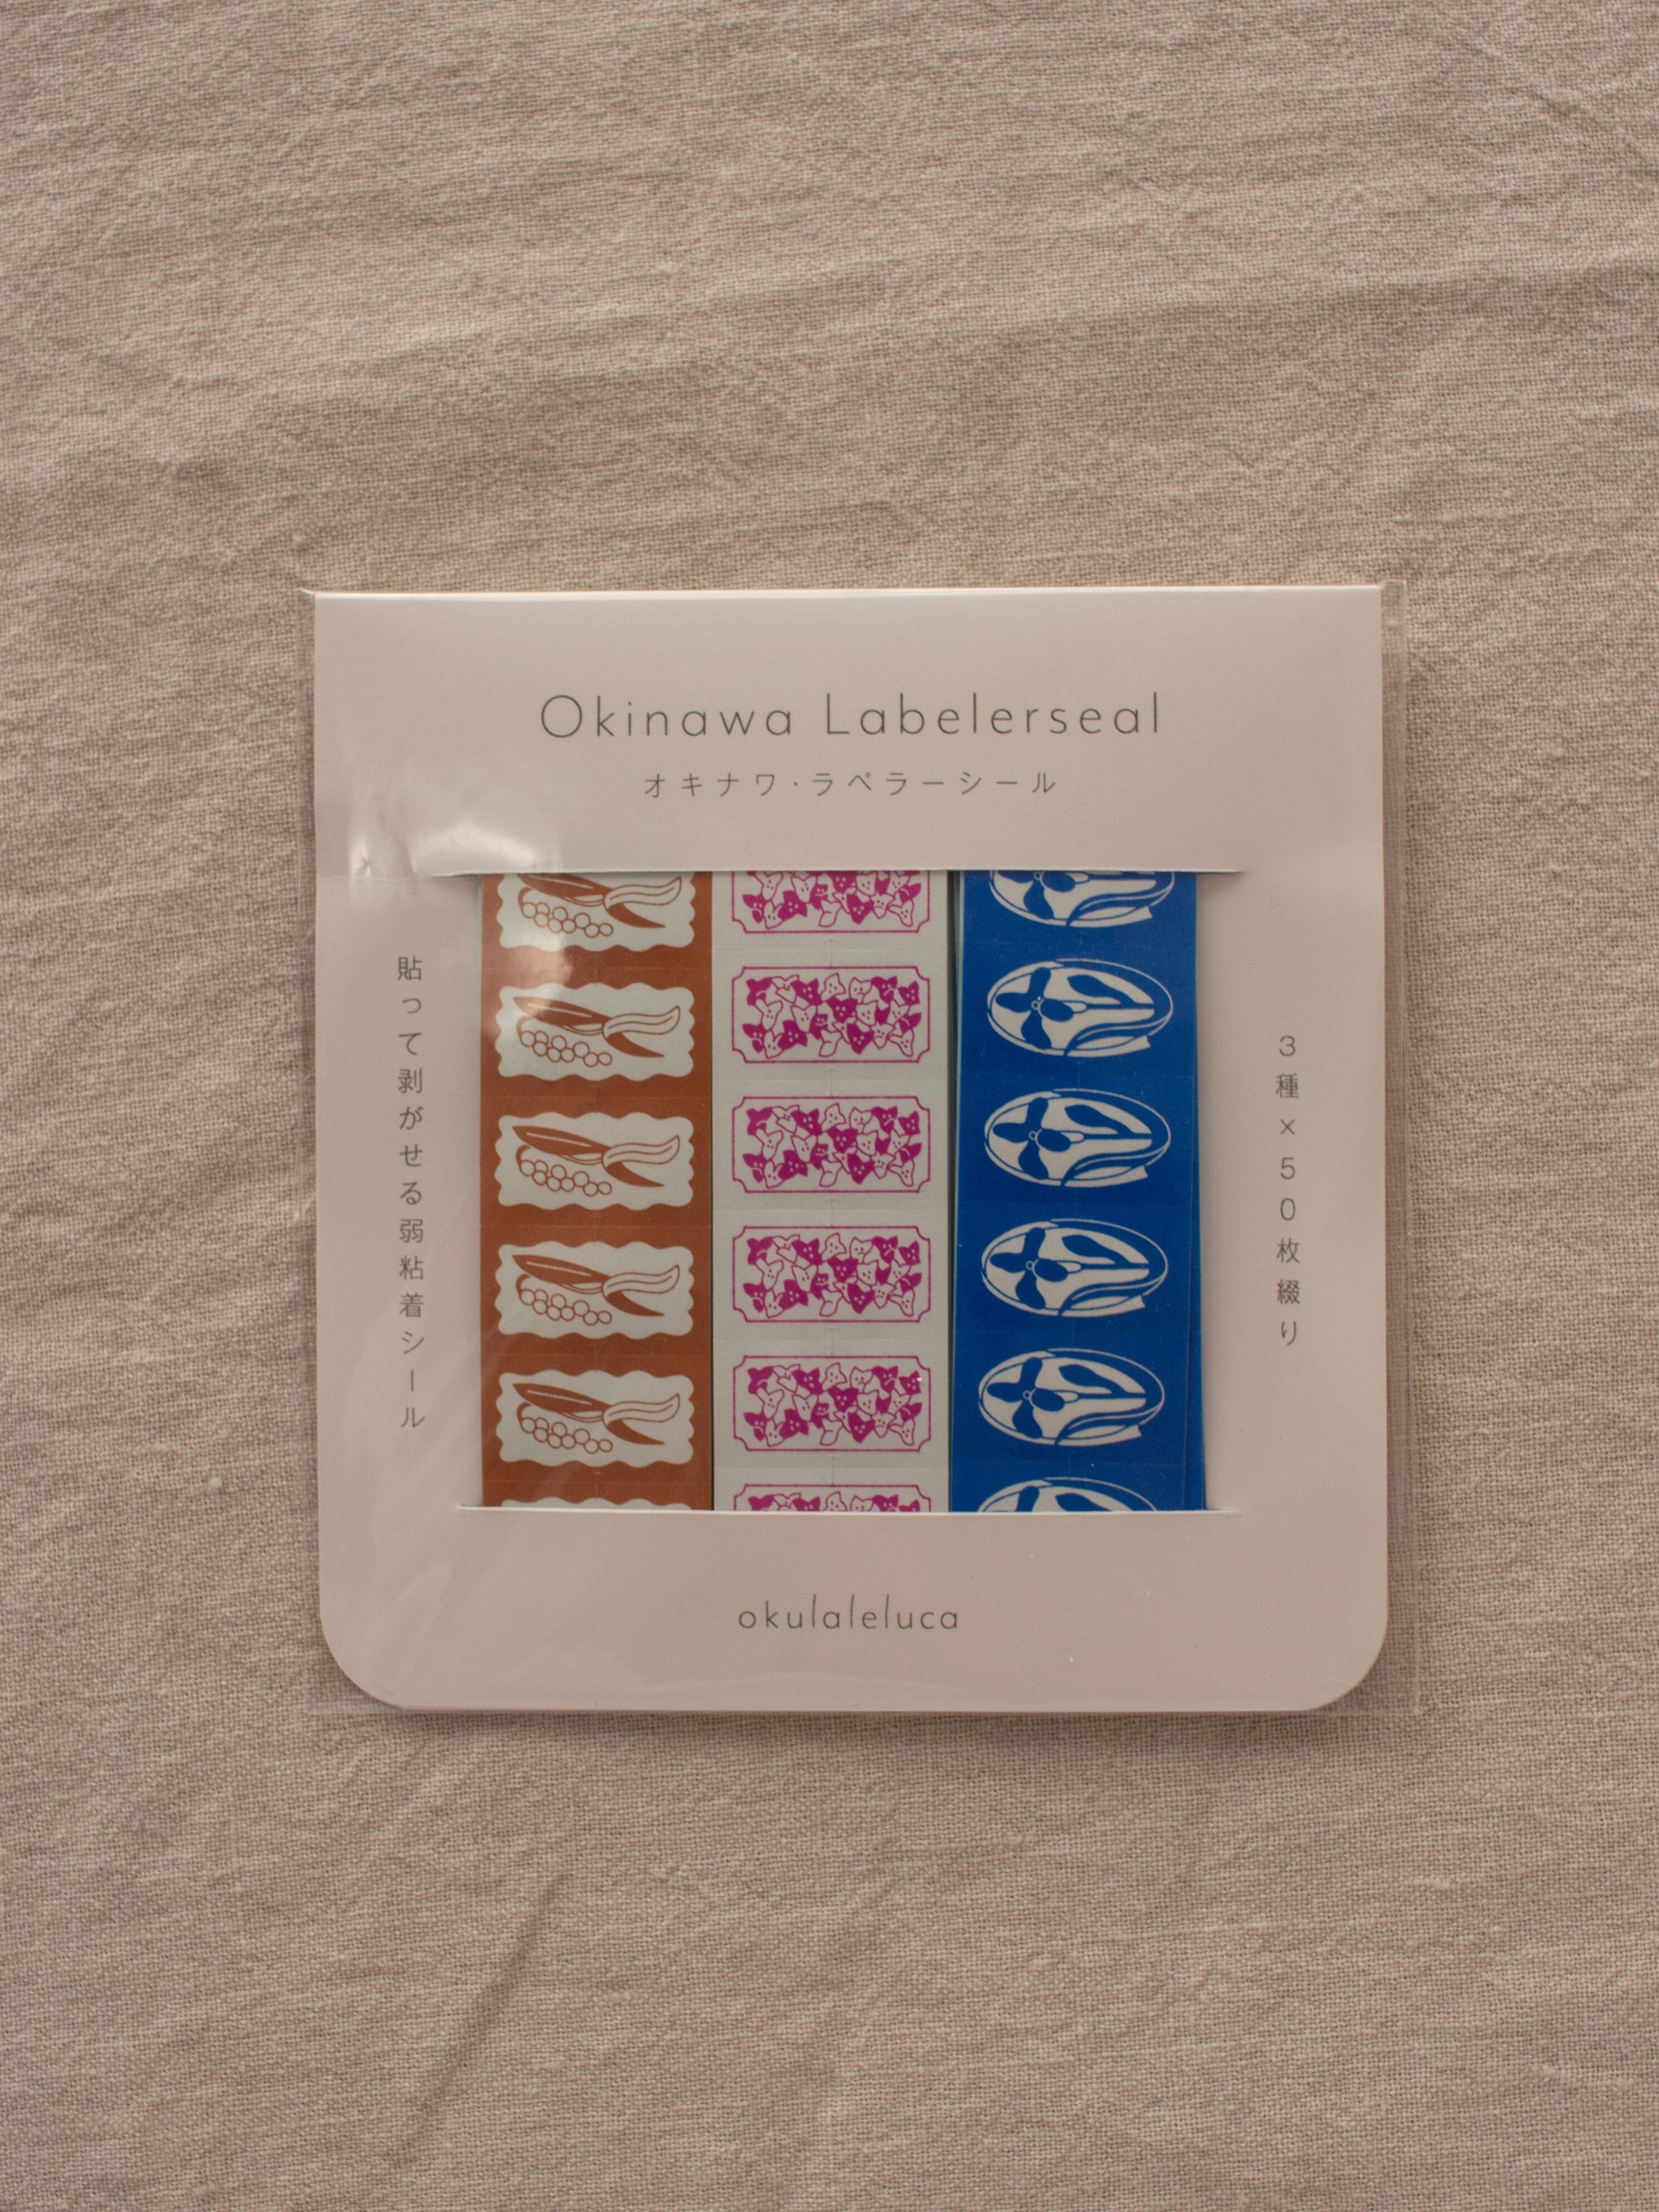 Okinawa Labelerseal
オキナワ・ラベラーシール
3種×50枚綴り
貼って剥がせる弱粘着シール
okulaleluca